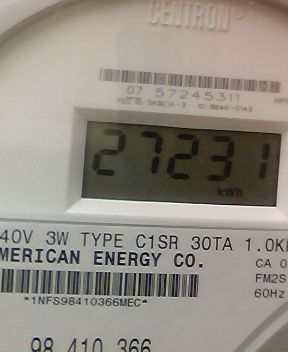 CENTRON®
07 57245311
27231
kWh
40V 3W TYPE C1SR 30TA 1.0K
MERICAN ENERGY CO.
CA 0
FM2S
60Hz
*1NFS98410366MEC*
98 410 366